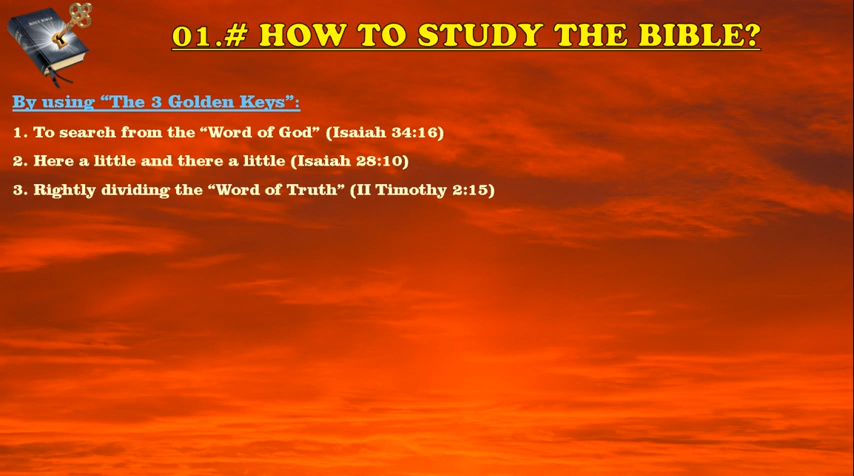 01.# HOW TO STUDY THE BIBLE?
By using “The 3 Golden Keys”:
1. To search from the “Word of God” (Isaiah 34:16)
2. Here a little and there a little (Isaiah 28:10)
3. Rightly dividing the “Word of Truth” (II Timothy 2:15)